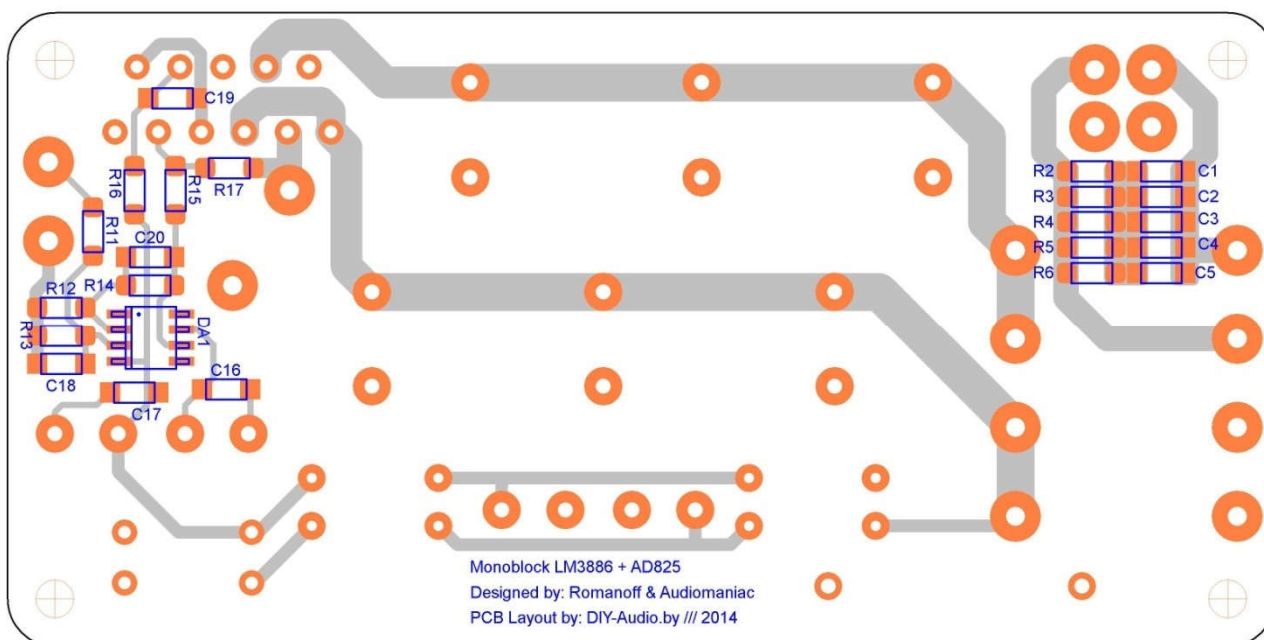 C19
R16
R15
R17
R11
C20
R14
R12
R13
DA1
C18
C17
C16
R2
C1
R3
C2
R4
C3
R5
C4
R6
C5
Monoblock LM3886 + AD825
Designed by: Romanoff & Audiomaniac
PCB Layout by: DIY-Audio.by /// 2014